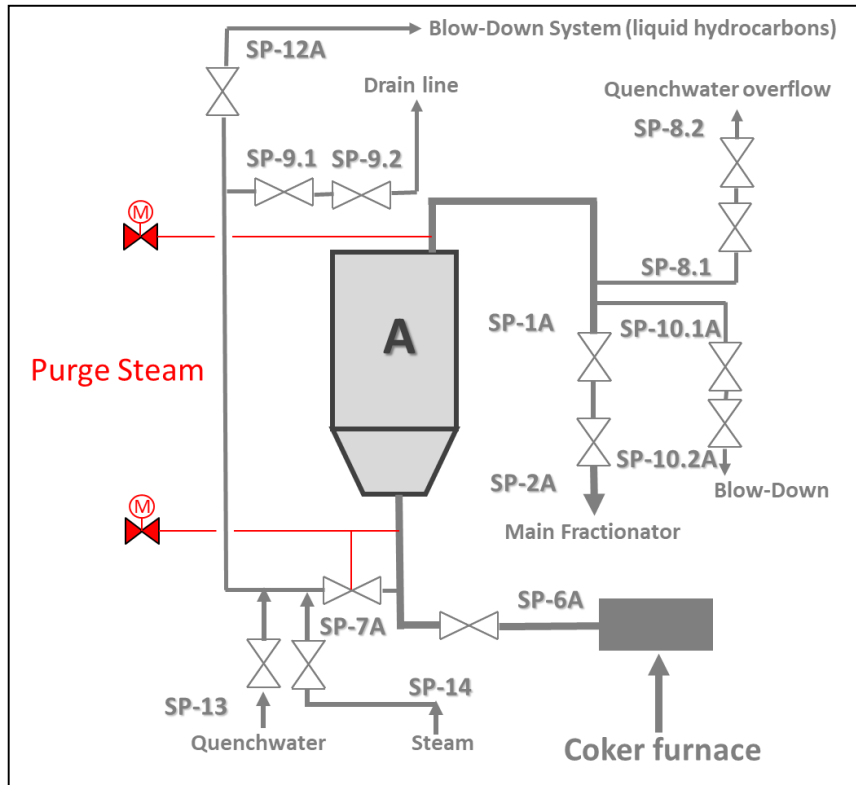 Blow-Down System (liquid hydrocarbons)
SP-12A
Drain line
Quenchwater overflow
SP-8.2
SP-9.1
SP-9.2
M
SP-8.1
SP-1A
SP-10.1A
A
Purge Steam
SP-10.2A
SP-2A
Blow-Down
M
Main Fractionator
SP-6A
SP-7A
SP-14
SP-13
Quenchwater
Steam
Coker furnace